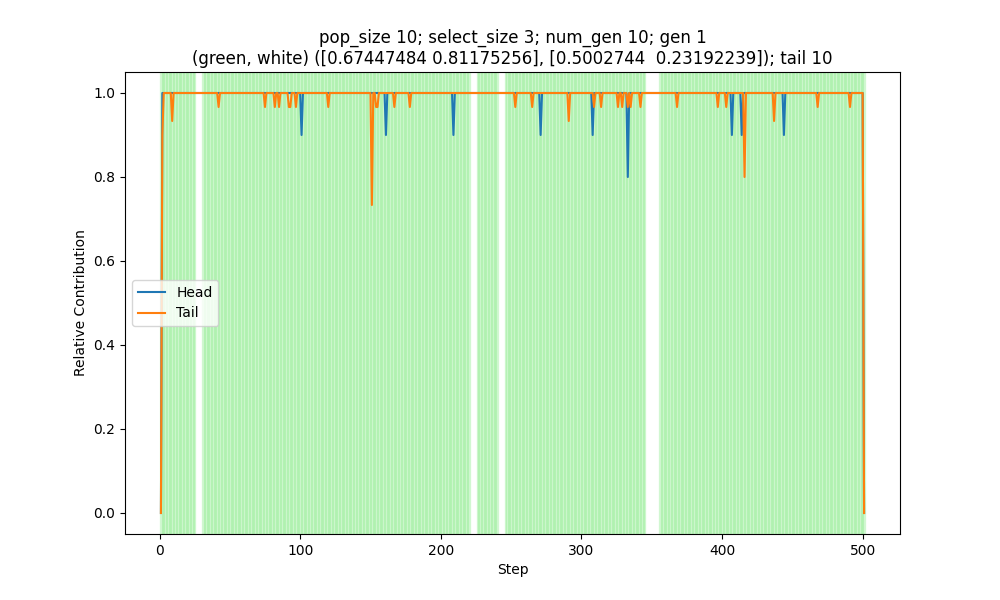 pop_size 10; select_size 3; num_gen 10; gen 1
(green, white) ([0.67447484 0.81175256], [0.5002744  0.23192239]); tail 10
1.0
0.8
0.6
0.4
0.2
0.0
Relative Contribution
Head
Tail
0 100 200 300 400 500
Step